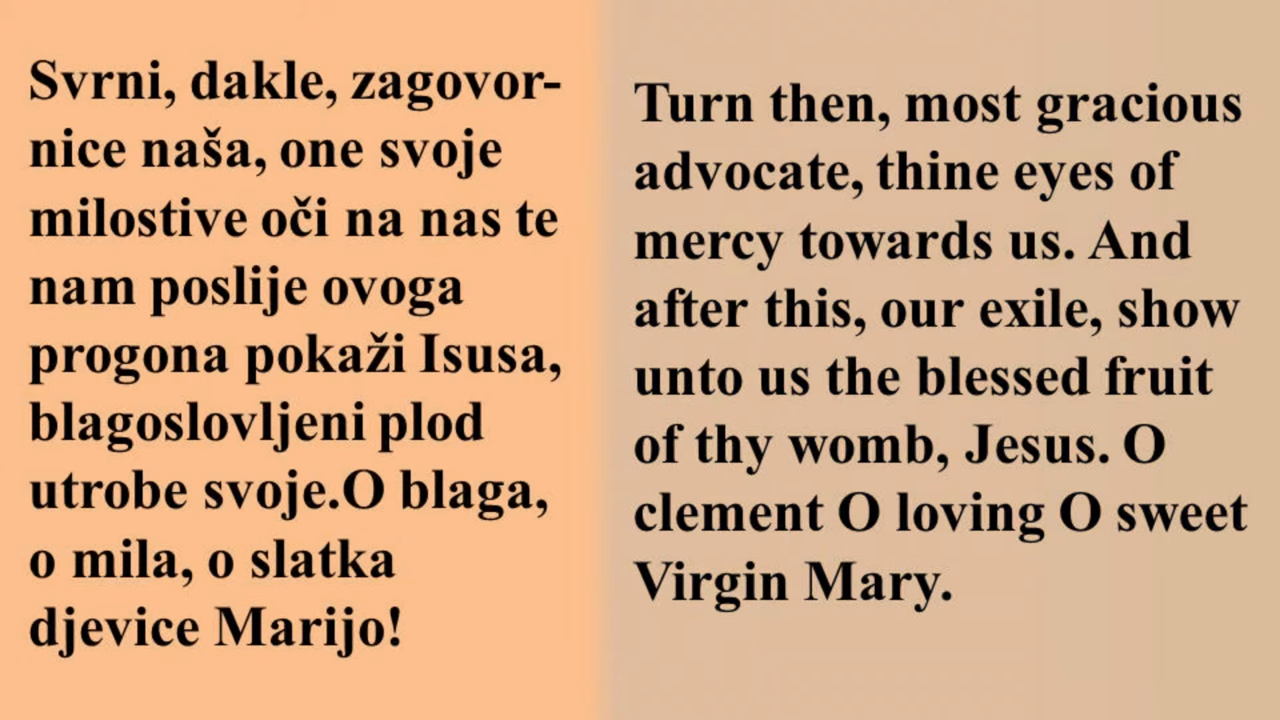 Svrni, dakle, zagovor-
nice naša, one svoje
milostive oči na nas te
nam poslije ovoga
progona pokaži Isusa,
blagoslovljeni plod
utrobe svoje.O blaga,
o mila, o slatka
djevice Marijo!
Turn then, most gracious
advocate, thine eyes of
mercy towards us. And
after this, our exile, show
unto us the blessed fruit
of thy womb, Jesus. O
clement O loving O sweet
Virgin Mary.